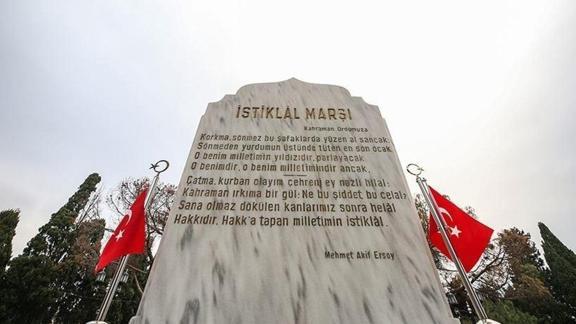 İSTİKLÂL MARŞI
Kahraman Ordumuza
Korkma, sönmez bu şafaklarda yüzen al sancak,
Sönmeden yurdumun üstünde tüten en son ocak.
O benim milletimin yıldızıdır, parlayacak,
O benimdir, o benim milletimindir ancak.
Çatma, kurban olayım çehreni ey nazlı hilâl;
Kahraman ırkıma bir gül; Ne bu şiddet bu celâl?
Sana olmaz dökülen kanlarımız sonra helâl
Hakkıdır, Hakk'a tapan milletimin istiklâl.
Mehmet Akif Ersoy